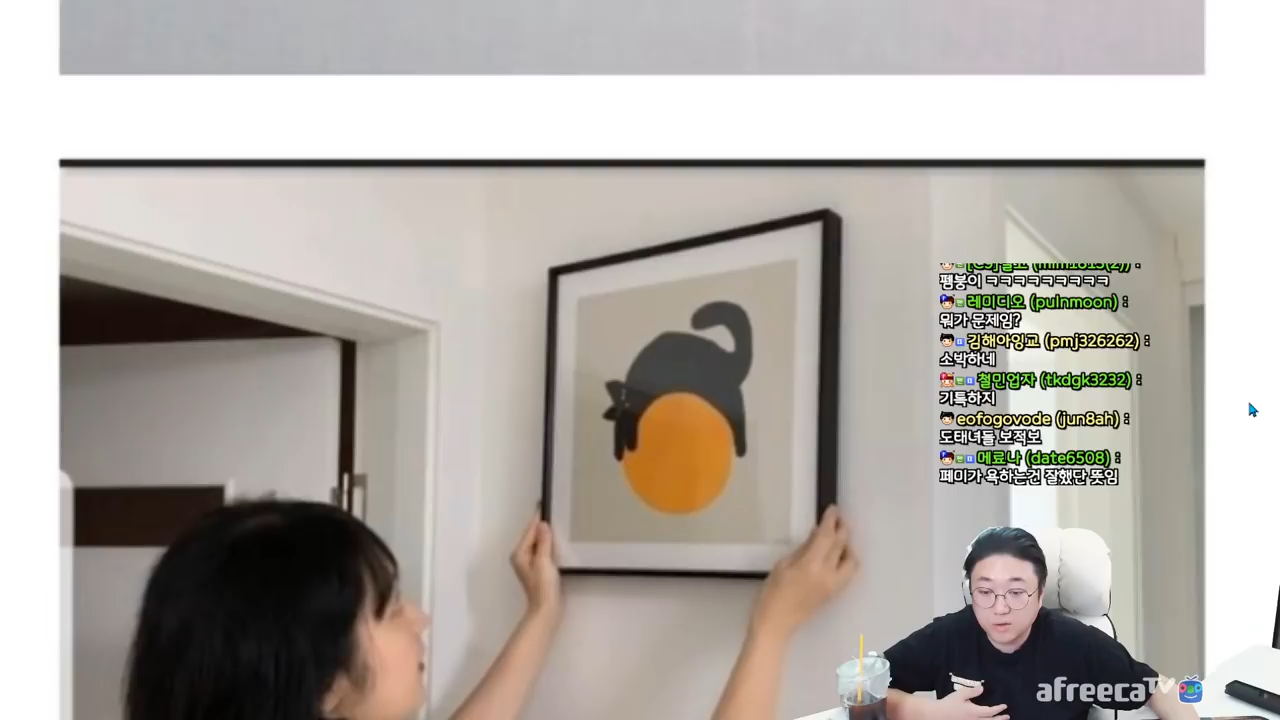 펨붕이 ㅋㅋㅋㅋㅋㅋㅋㅋㅋ
레미디오 (pulnmoon) :
뭐가 문제임?
김해아잉교 (pmj326262) :
소박하네
철민업자 (tkdgk3232) :
기특하지
eofogovode (jun8ah) :
도태녀들 보적보
메료나 (date6508) :
페미가 욕하는건 잘했단 뜻임
afreecaTV